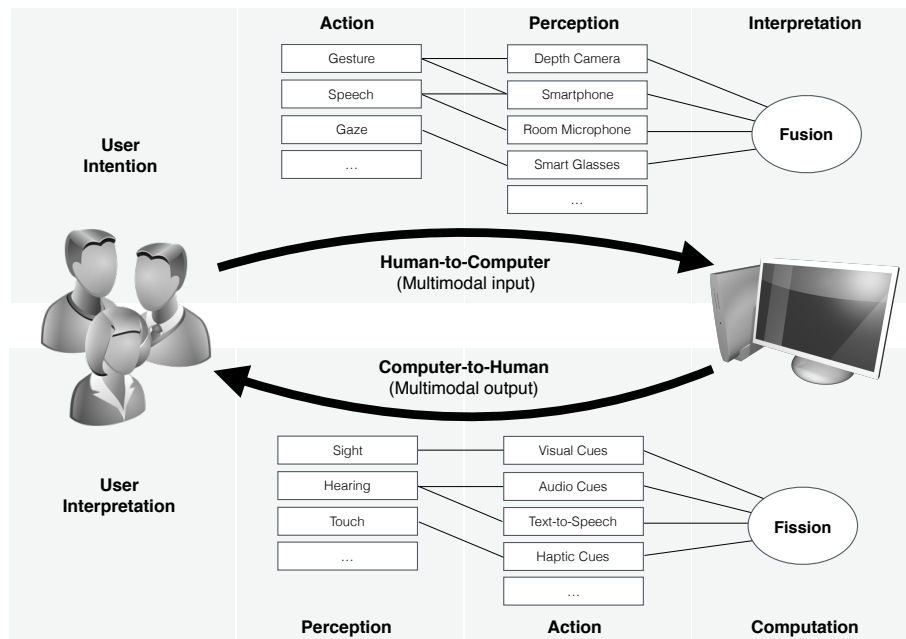 Action
Perception
Interpretation
Gesture
Speech
Gaze
…
Depth Camera
Smartphone
Room Microphone
Smart Glasses
…
Fusion
User
Intention
Human-to-Computer
(Multimodal input)
Computer-to-Human
(Multimodal output)
User
Interpretation
Sight
Hearing
Touch
…
Visual Cues
Audio Cues
Text-to-Speech
Haptic Cues
…
Fission
Perception
Action
Computation